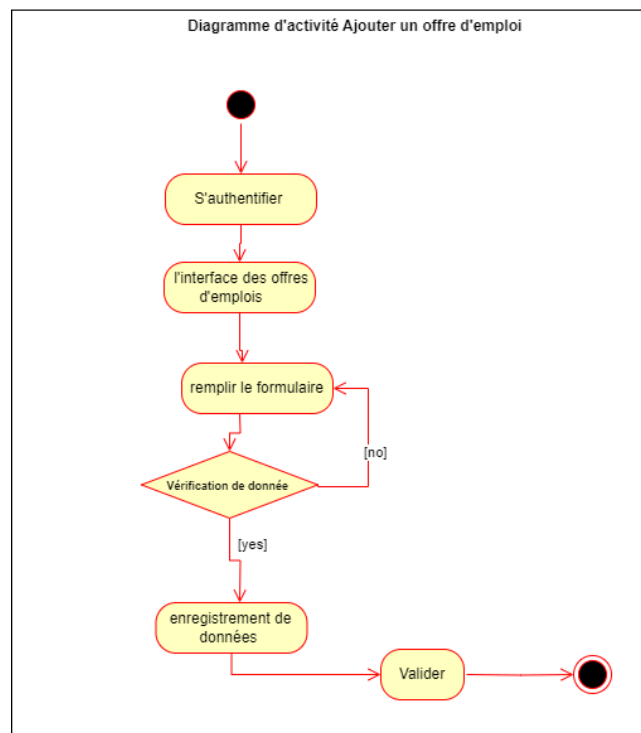 Diagramme d'activité Ajouter un offre d'emploi
S'authentifier
l'interface des offres
d'emplois
remplir le formulaire
[no]
Vérification de donnée
[yes]
enregistrement de
données
Valider